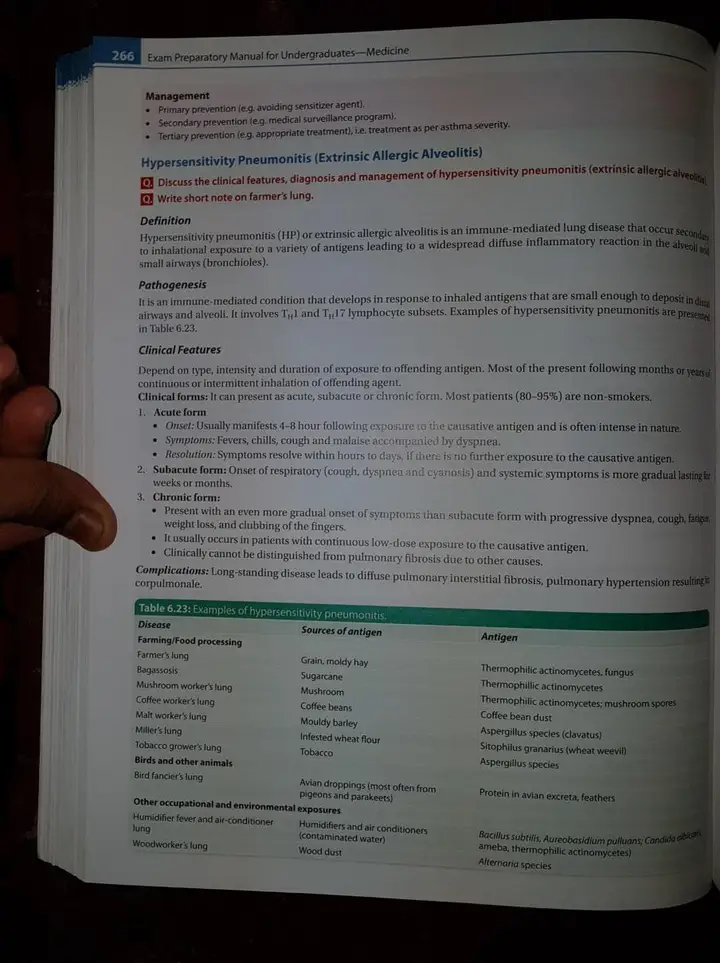 266 Exam Preparatory Manual for Undergraduates—Medicine
Management
• Primary prevention (e.g. avoiding sensitizer agent).
• Secondary prevention (e.g. medical surveillance program).
• Tertiary prevention (e.g. appropriate treatment), i.e. treatment as per asthma severity.
Hypersensitivity Pneumonitis (Extrinsic Allergic Alveolitis)
Q. Discuss the clinical features, diagnosis and management of hypersensitivity pneumonitis (extrinsic allergic alveolitis).
Q. Write short note on farmer's lung.
Definition
Hypersensitivity pneumonitis (HP) or extrinsic allergic alveolitis is an immune-mediated lung disease that occur secondary
to inhalational exposure to a variety of antigens leading to a widespread diffuse inflammatory reaction in the alveoli and
small airways (bronchioles).
Pathogenesis
It is an immune-mediated condition that develops in response to inhaled antigens that are small enough to deposit in distal
airways and alveoli. It involves TH1 and TH17 lymphocyte subsets. Examples of hypersensitivity pneumonitis are presented
in Table 6.23.
Clinical Features
Depend on type, intensity and duration of exposure to offending antigen. Most of the present following months or years of
continuous or intermittent inhalation of offending agent.
Clinical forms: It can present as acute, subacute or chronic form. Most patients (80–95%) are non-smokers.
1. Acute form
• Onset: Usually manifests 4–8 hour following exposure to the causative antigen and is often intense in nature.
• Symptoms: Fevers, chills, cough and malaise accompanied by dyspnea.
• Resolution: Symptoms resolve within hours to days, if there is no further exposure to the causative antigen.
2. Subacute form: Onset of respiratory (cough, dyspnea and cyanosis) and systemic symptoms is more gradual lasting for
weeks or months.
3. Chronic form:
• Present with an even more gradual onset of symptoms than subacute form with progressive dyspnea, cough, fatigue,
weight loss, and clubbing of the fingers.
• It usually occurs in patients with continuous low-dose exposure to the causative antigen.
• Clinically cannot be distinguished from pulmonary fibrosis due to other causes.
Complications: Long-standing disease leads to diffuse pulmonary interstitial fibrosis, pulmonary hypertension resulting in
corpulmonale.
Table 6.23: Examples of hypersensitivity pneumonitis.
Disease Sources of antigen Antigen
Farming/Food processing
Farmer's lung Grain, moldy hay Thermophilic actinomycetes, fungus
Bagassosis Sugarcane Thermophillic actinomycetes
Mushroom worker's lung Mushroom Thermophilic actinomycetes; mushroom spores
Coffee worker's lung Coffee beans Coffee bean dust
Malt worker's lung Mouldy barley Aspergillus species (clavatus)
Miller's lung Infested wheat flour Sitophilus granarius (wheat weevil)
Tobacco grower's lung Tobacco Aspergillus species
Birds and other animals
Bird fancier's lung Avian droppings (most often from Protein in avian excreta, feathers
pigeons and parakeets)
Other occupational and environmental exposures
Humidifier fever and air-conditioner Humidifiers and air conditioners Bacillus subtilis, Aureobasidium pullulans; Candida albicans,
lung (contaminated water) ameba, thermophilic actinomycetes)
Woodworker's lung Wood dust Alternaria species